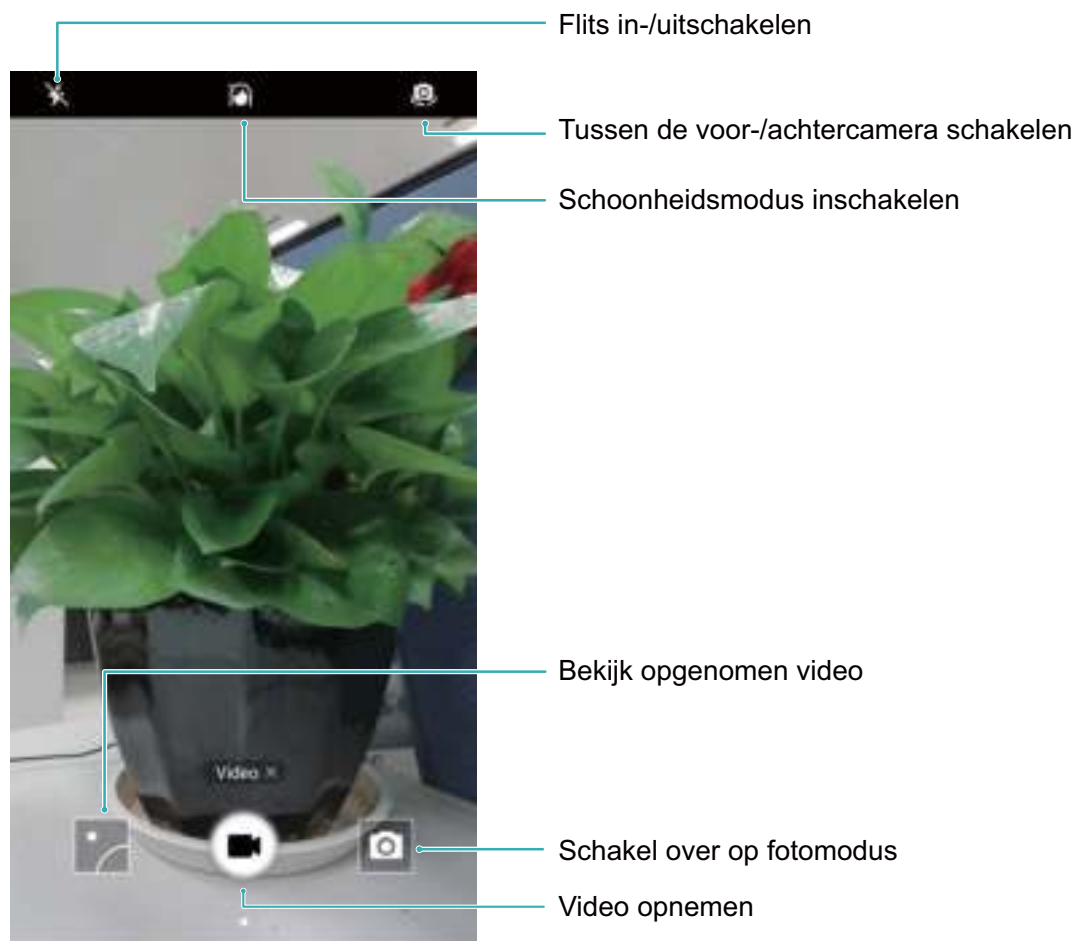 Flits in-/uitschakelen
Tussen de voor-/achtercamera schakelen
Schoonheidsmodus inschakelen
Bekijk opgenomen video
Video ×
Schakel over op fotomodus
Video opnemen